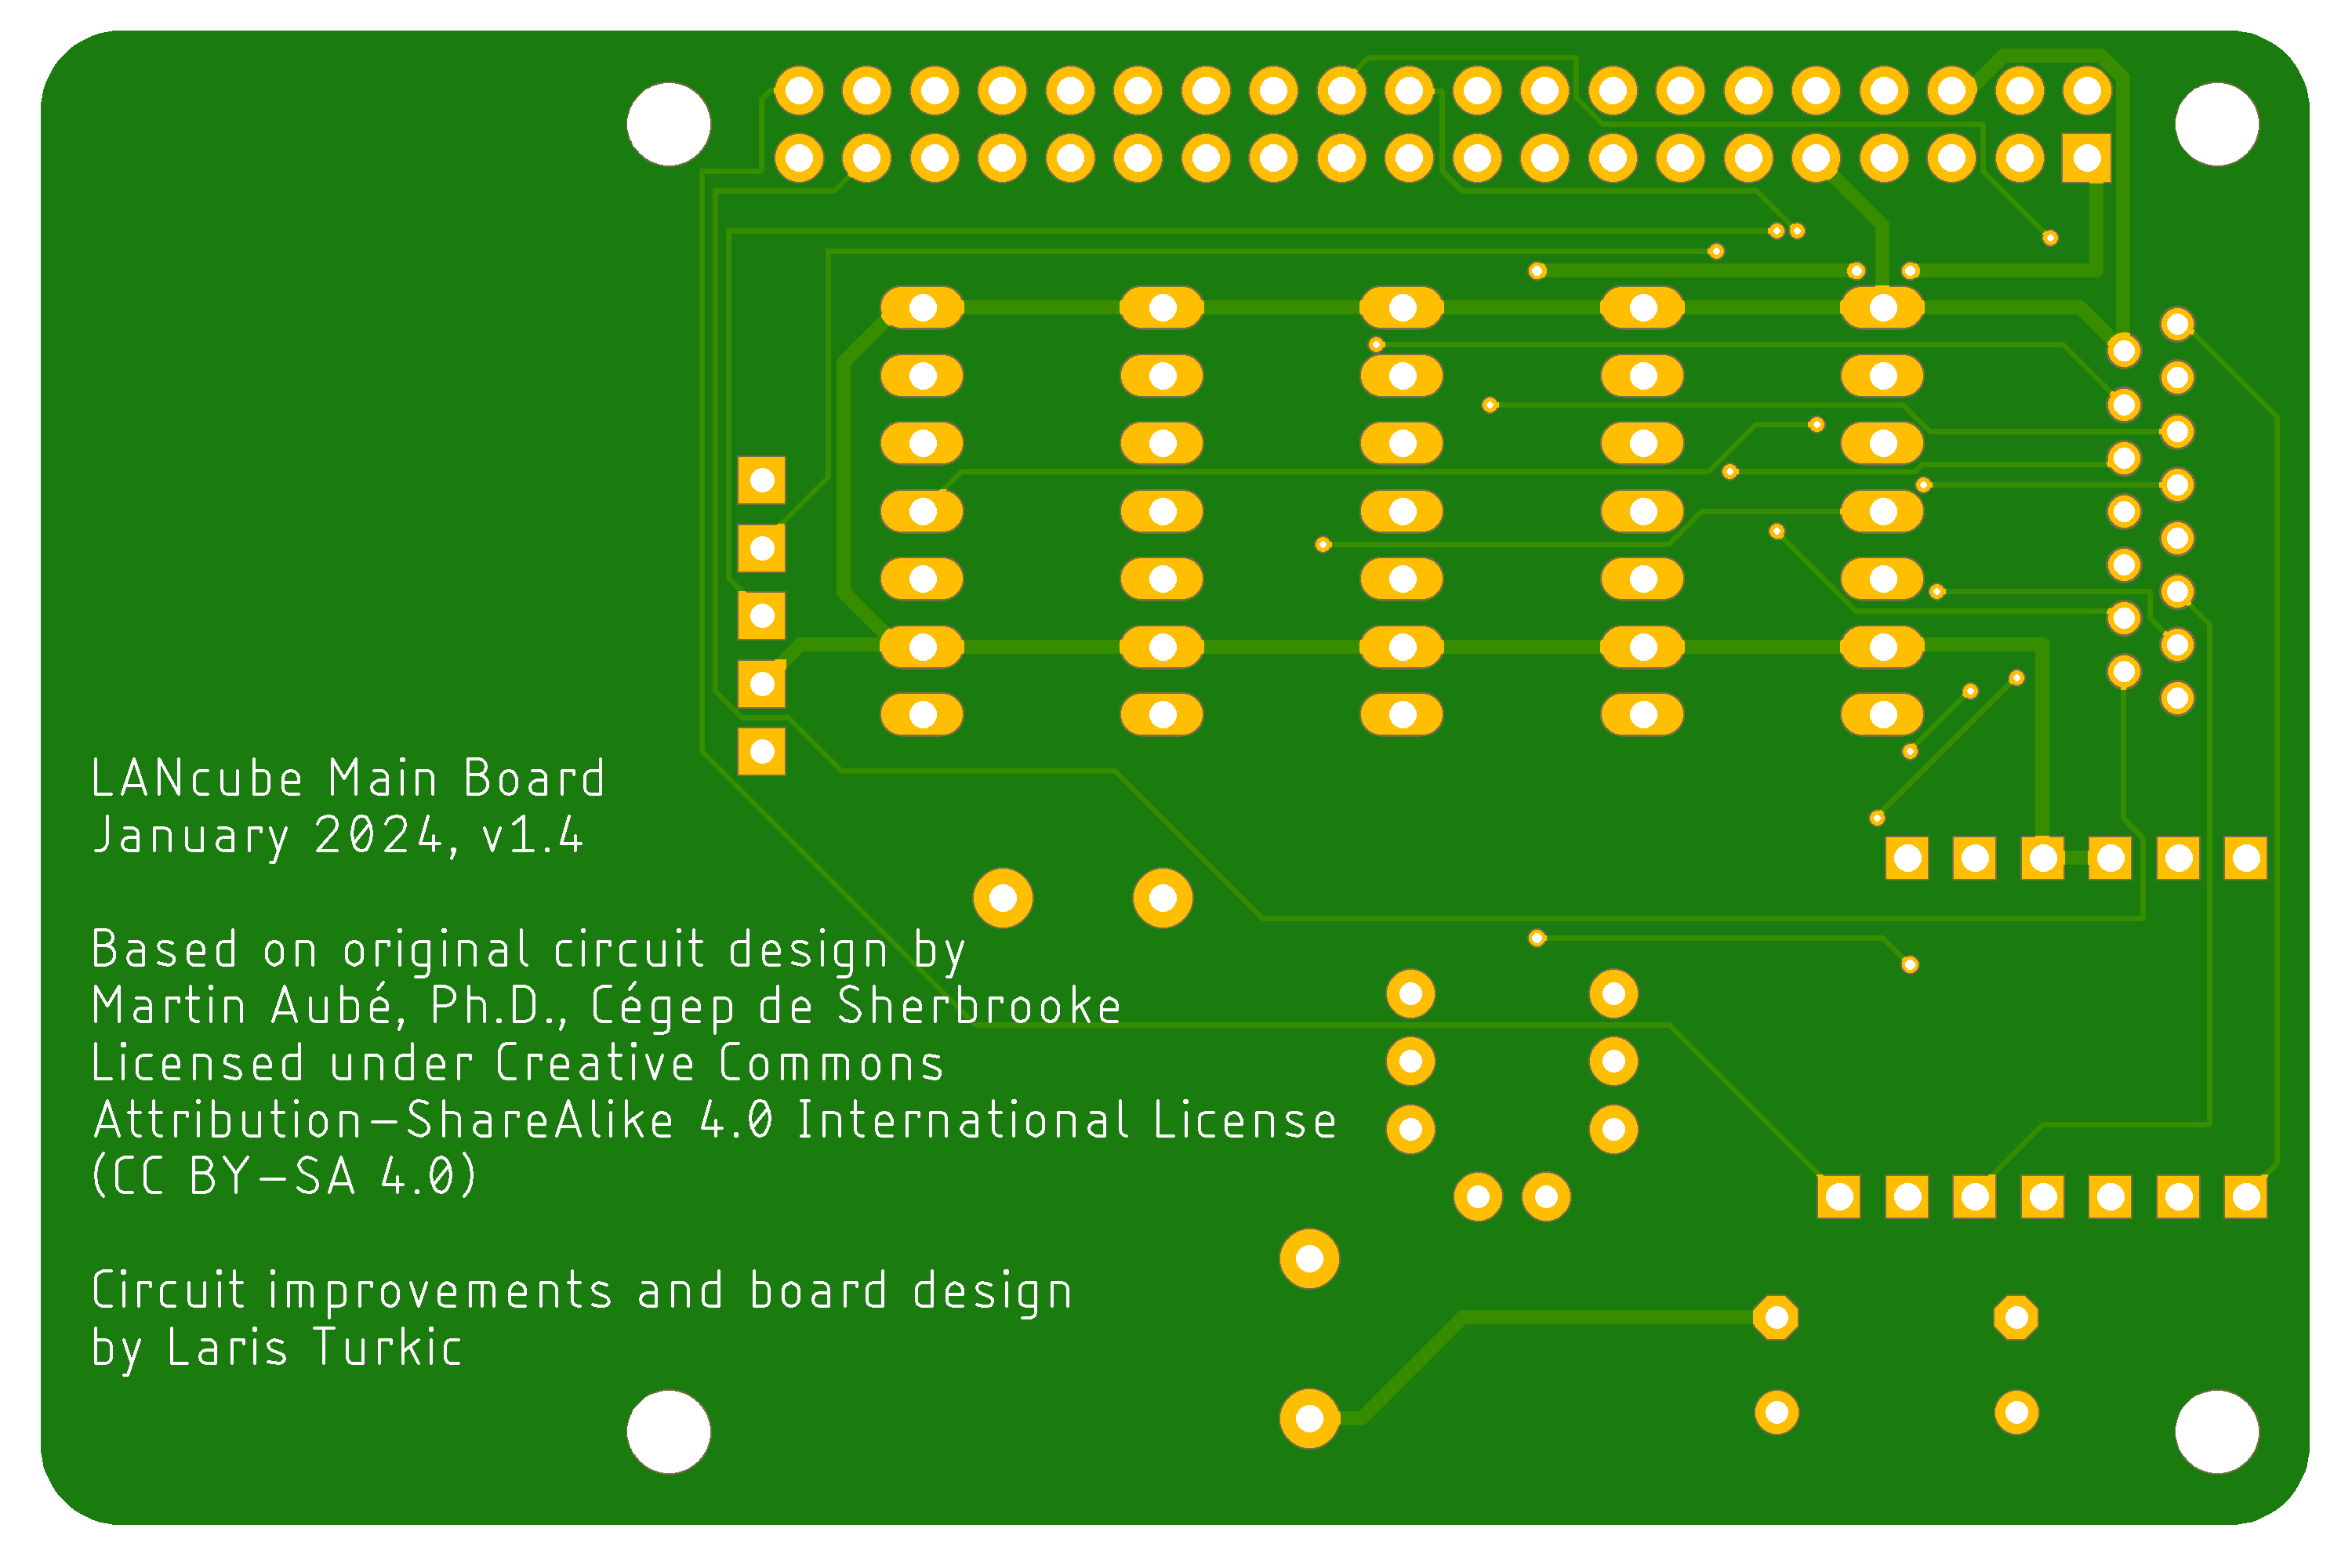 LANcube Main Board
January 2024, v1.4
Based on original circuit design by
Martin Aubé, Ph.D., Cégep de Sherbrooke
Licensed under Creative Commons
Attribution-ShareAlike 4.0 International License
(CC BY-SA 4.0)
Circuit improvements and board design
by Laris Turkic